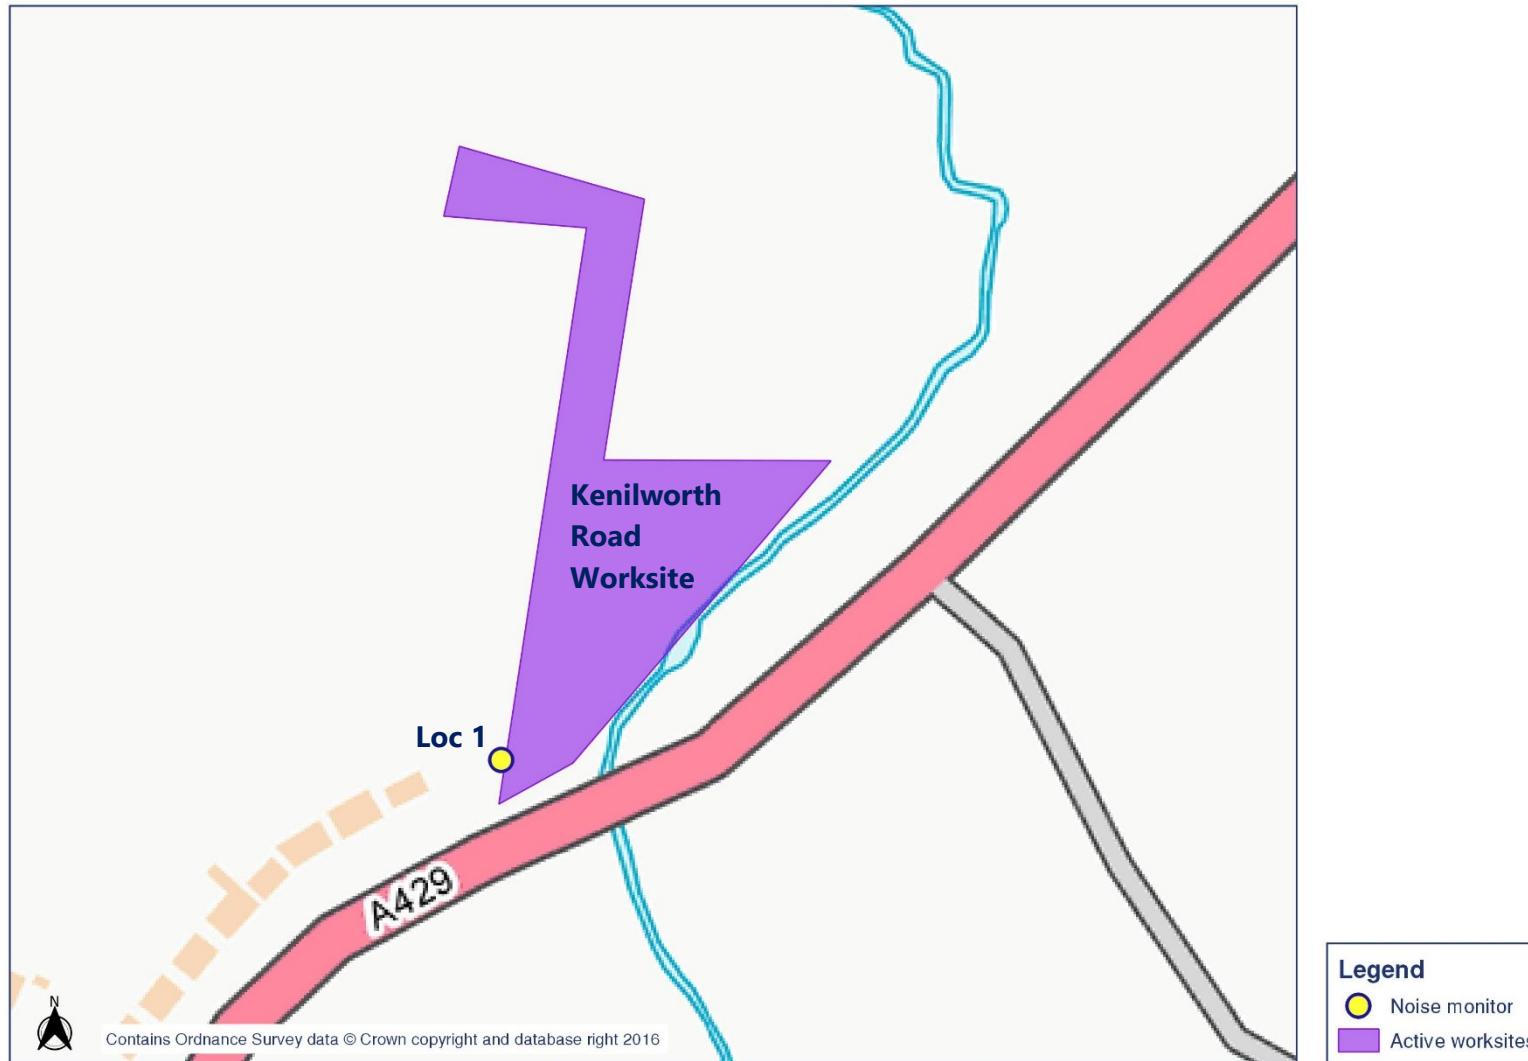 Kenilworth
Road
Worksite
Loc 1
A429
N
Contains Ordnance Survey data © Crown copyright and database right 2016
Legend
Noise monitor
Active worksites